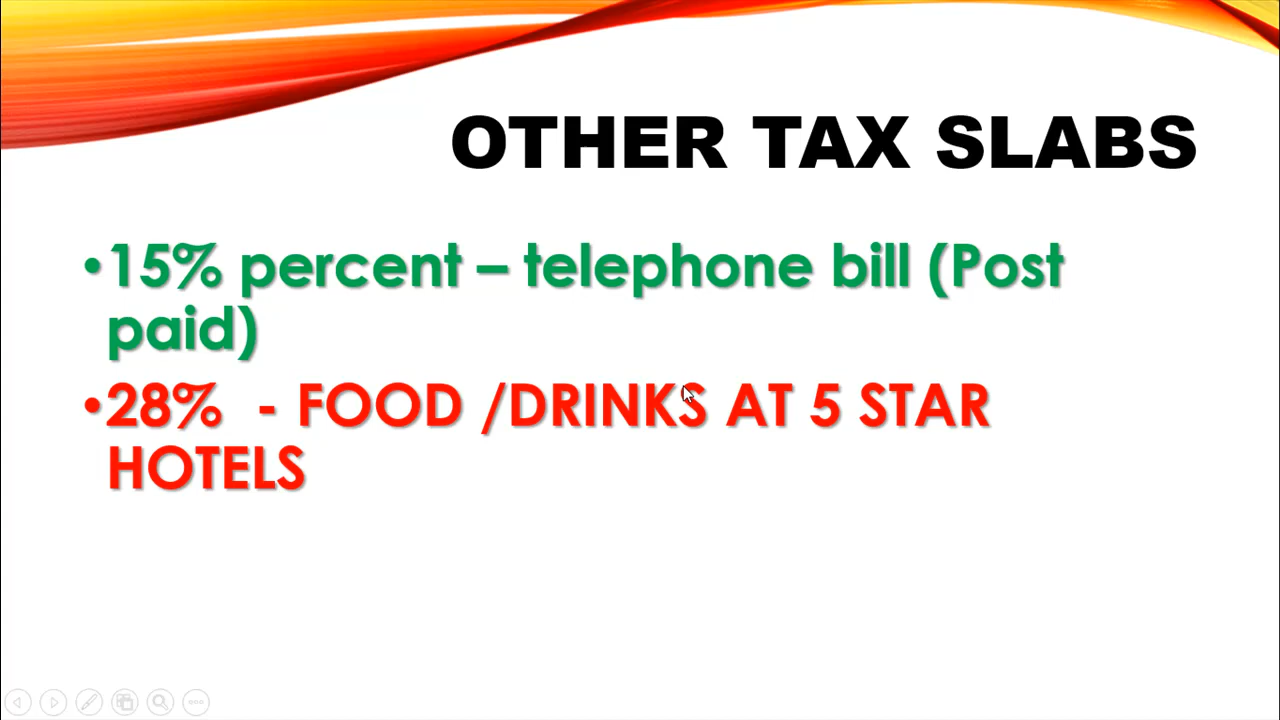 OTHER TAX SLABS
•15% percent – telephone bill (Post
paid)
•28%  - FOOD /DRINKS AT 5 STAR
HOTELS